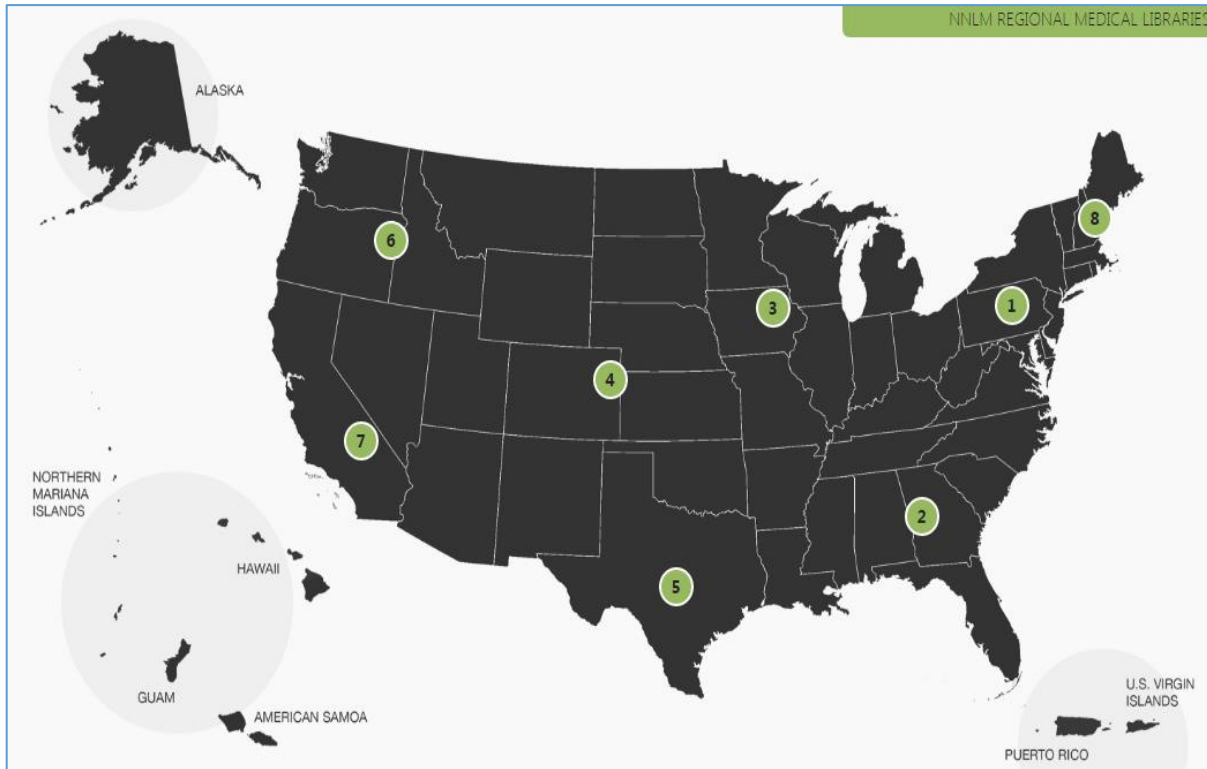 NNLM REGIONAL MEDICAL LIBRARIES
ALASKA
8
6
1
3
4
7
NORTHERN
MARIANA
ISLANDS
2
HAWAII
5
GUAM
U.S. VIRGIN
ISLANDS
AMERICAN SAMOA
PUERTO RICO